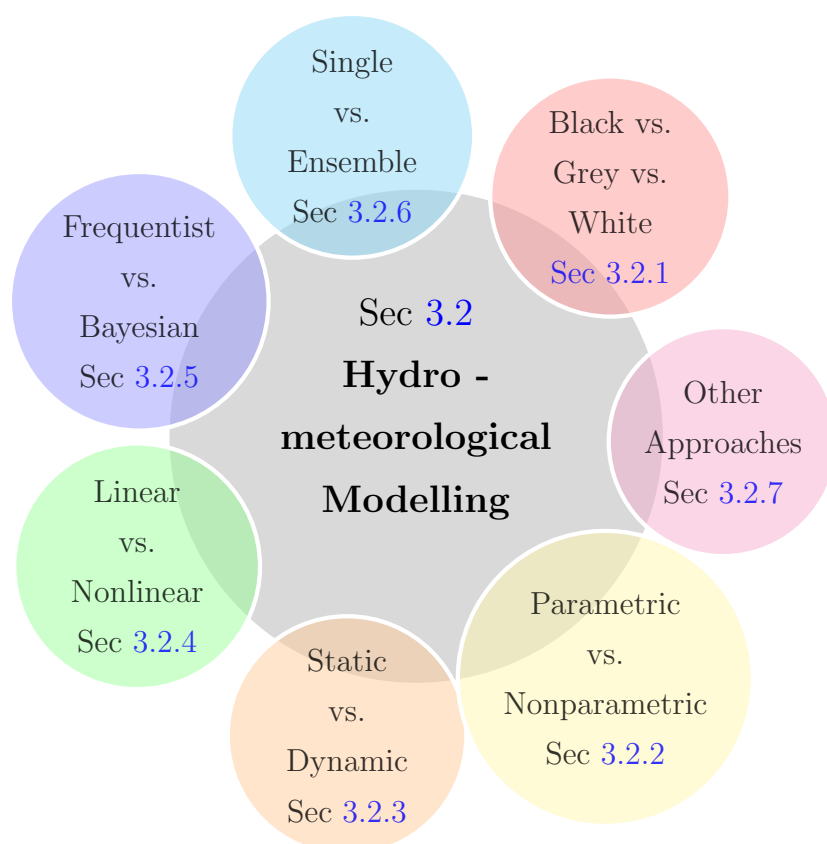 Single
vs.
Ensemble
Sec 3.2.6
Black vs.
Grey vs.
White
Sec 3.2.1
Frequentist
vs.
Bayesian
Sec 3.2.5
Sec 3.2
Hydro -
meteorological
Modelling
Other
Approaches
Sec 3.2.7
Linear
vs.
Nonlinear
Sec 3.2.4
Parametric
vs.
Nonparametric
Sec 3.2.2
Static
vs.
Dynamic
Sec 3.2.3